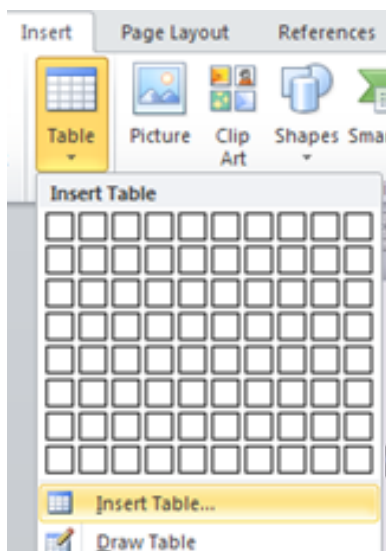 Insert Page Layout References
Table Picture Clip Art Shapes
Insert Table
Insert Table...
Draw Table